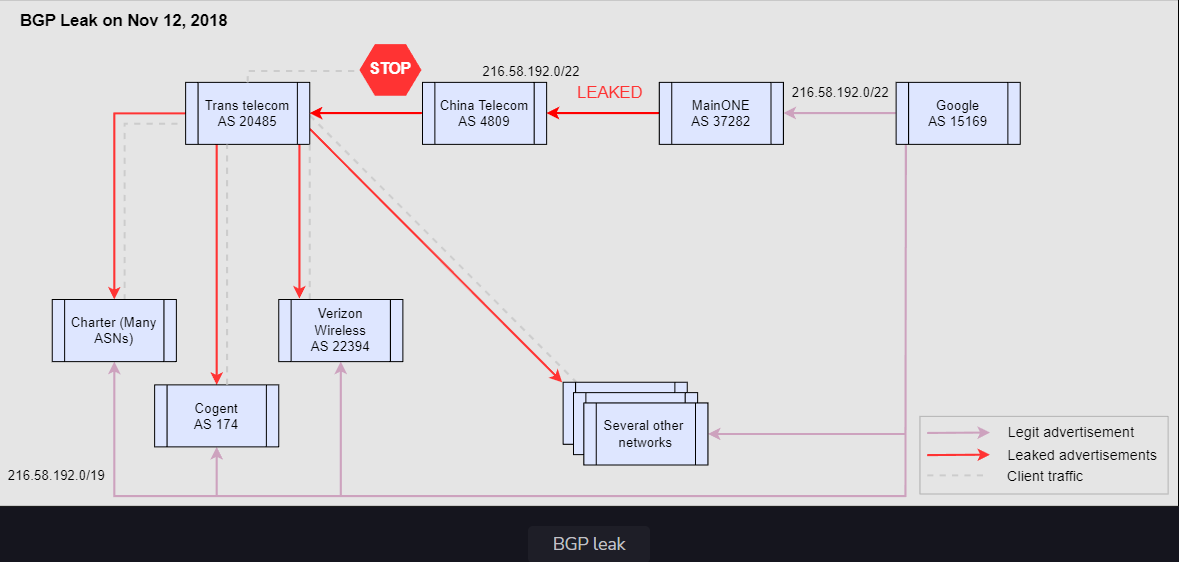 BGP Leak on Nov 12, 2018
STOP
216.58.192.0/22
LEAKED
216.58.192.0/22
Trans telecom
AS 20485
China Telecom
AS 4809
MainONE
AS 37282
Google
AS 15169
Charter (Many
ASNs)
Verizon
Wireless
AS 22394
Cogent
AS 174
Several other
networks
216.58.192.0/19
Legit advertisement
Leaked advertisements
Client traffic
BGP leak